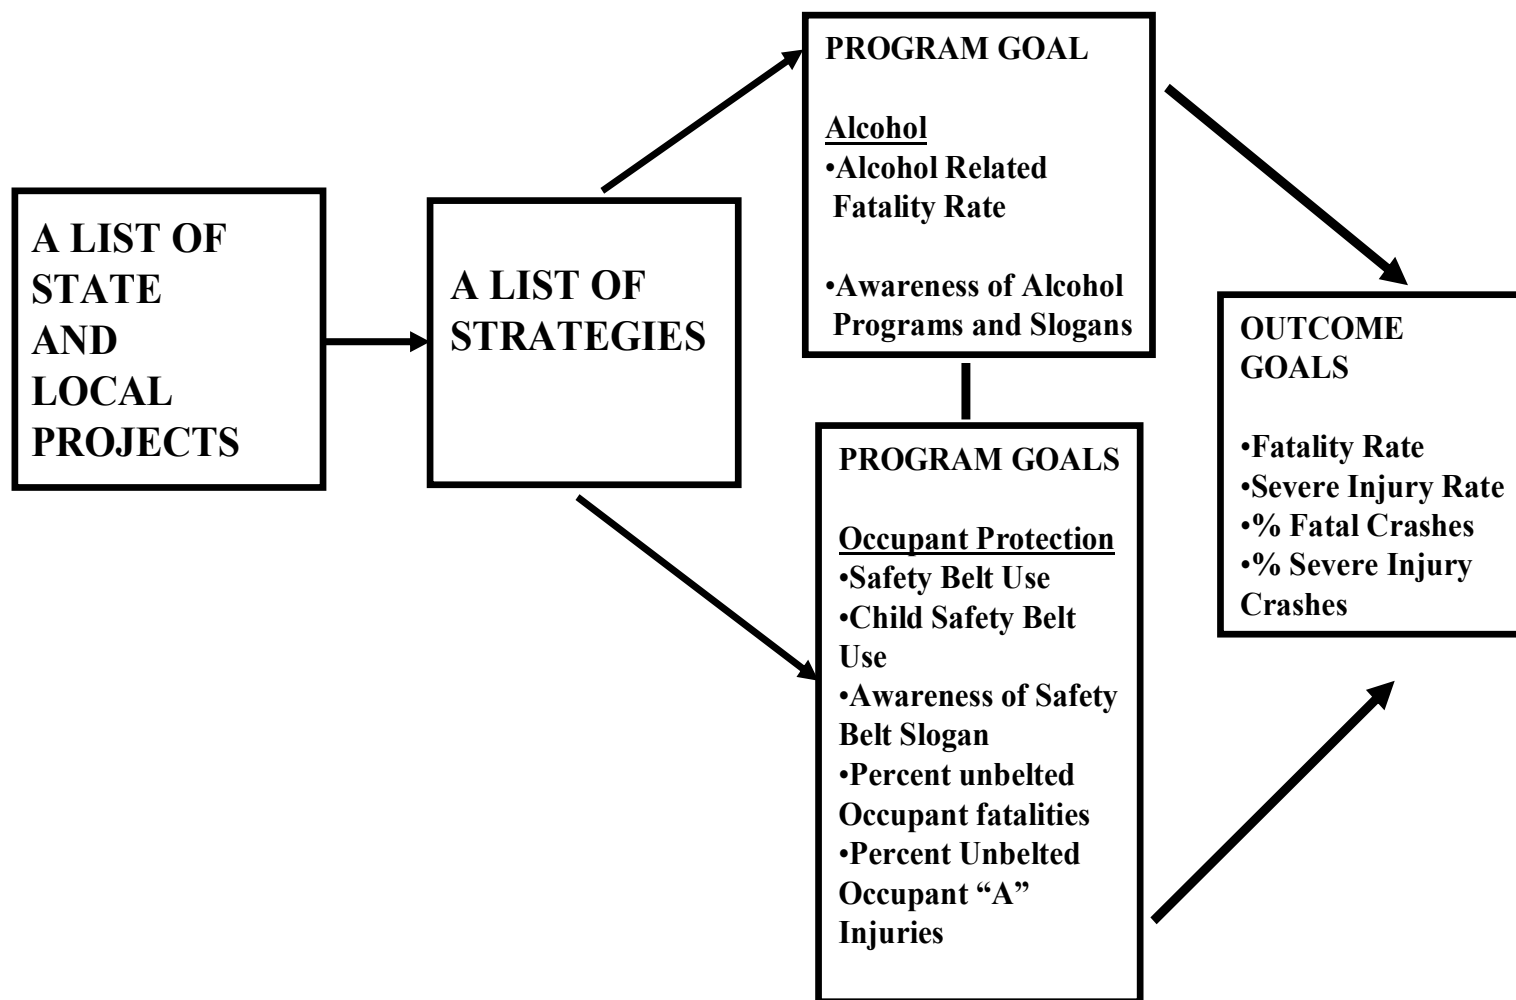 A LIST OF
STATE
AND
LOCAL
PROJECTS
A LIST OF
STRATEGIES
PROGRAM GOAL
Alcohol
•Alcohol Related
Fatality Rate
•Awareness of Alcohol
Programs and Slogans
PROGRAM GOALS
Occupant Protection
•Safety Belt Use
•Child Safety Belt
Use
•Awareness of Safety
Belt Slogan
•Percent unbelted
Occupant fatalities
•Percent Unbelted
Occupant “A”
Injuries
OUTCOME
GOALS
•Fatality Rate
•Severe Injury Rate
•% Fatal Crashes
•% Severe Injury
Crashes